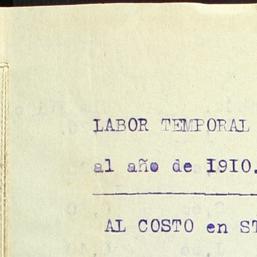 LABOR TEMPORAL
al año de 1910.
AL COSTO en ST